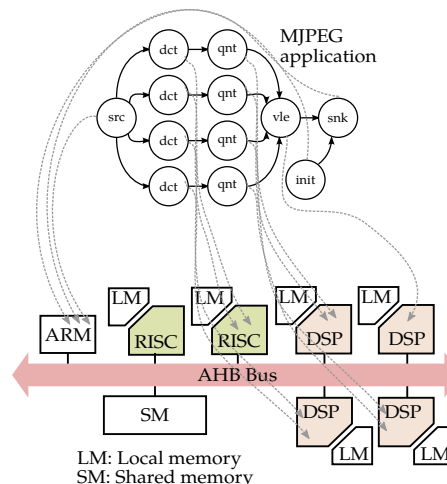 MJPEG
application
dct
qnt
dct
qnt
src
vle
snk
dct
qnt
init
dct
qnt
LM
LM
LM
LM
ARM
RISC
RISC
DSP
DSP
AHB Bus
SM
DSP
DSP
LM
LM
LM: Local memory
SM: Shared memory